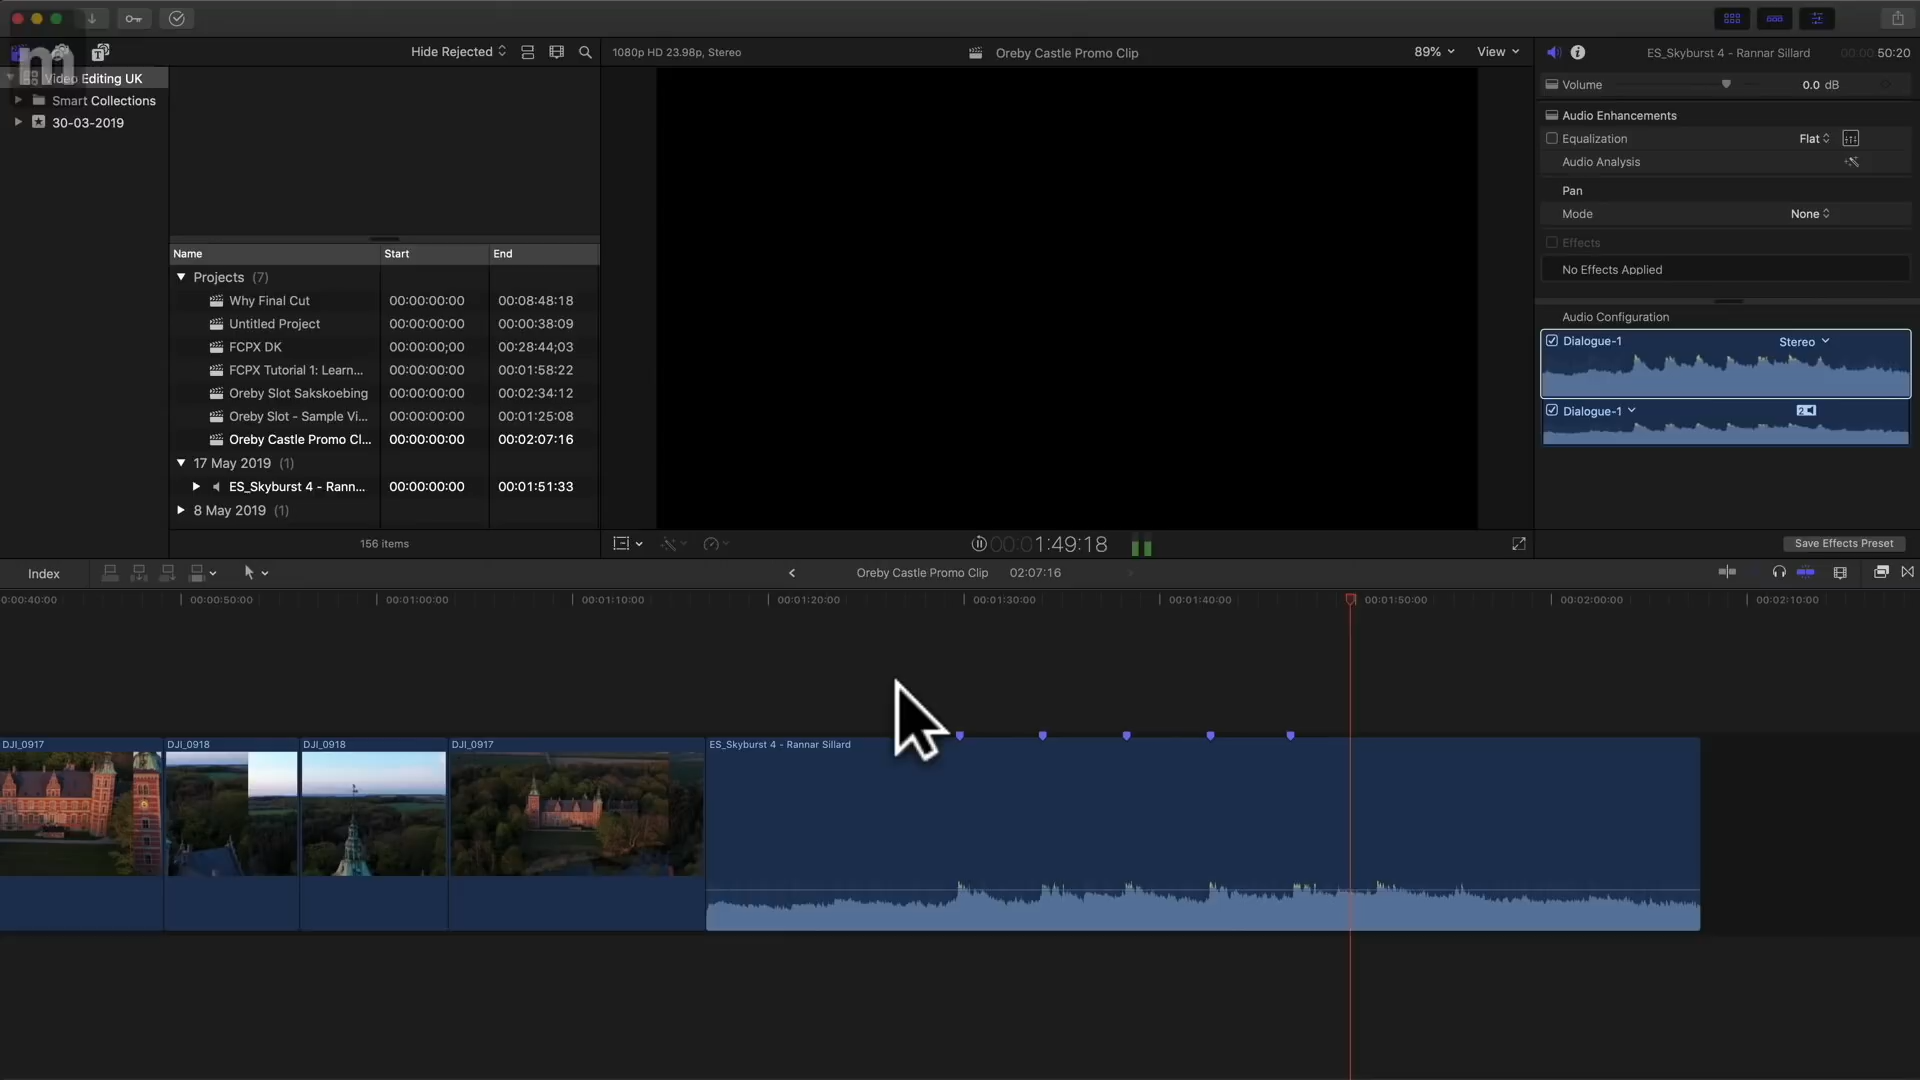 m
Hide Rejected
1080p HD 23.98p, Stereo
Oreby Castle Promo Clip
89%
View
ES_Skyburst 4 - Rannar Sillard
00:00:50:20
Video Editing UK
Smart Collections
30-03-2019
Volume
0.0 dB
Audio Enhancements
Equalization
Flat
Audio Analysis
Pan
Mode
None
Effects
No Effects Applied
Audio Configuration
Dialogue-1
Stereo
Dialogue-1
2
Save Effects Preset
Name Start End
Projects (7)
Why Final Cut 00:00:00:00 00:08:48:18
Untitled Project 00:00:00:00 00:00:38:09
FCPX DK 00:00:00;00 00:28:44;03
FCPX Tutorial 1: Learn... 00:00:00:00 00:01:58:22
Oreby Slot Sakskoebing 00:00:00:00 00:02:34:12
Oreby Slot - Sample Vi... 00:00:00:00 00:01:25:08
Oreby Castle Promo Cl... 00:00:00:00 00:02:07:16
17 May 2019 (1)
ES_Skyburst 4 - Rann... 00:00:00:00 00:01:51:33
8 May 2019 (1)
156 items
00:01:49:18
Index
Oreby Castle Promo Clip 02:07:16
0:00:40:00 00:00:50:00 00:01:00:00 00:01:10:00 00:01:20:00 00:01:30:00 00:01:40:00 00:01:50:00 00:02:00:00 00:02:10:00
DJI_0917 DJI_0918 DJI_0918 DJI_0917 ES_Skyburst 4 - Rannar Sillard